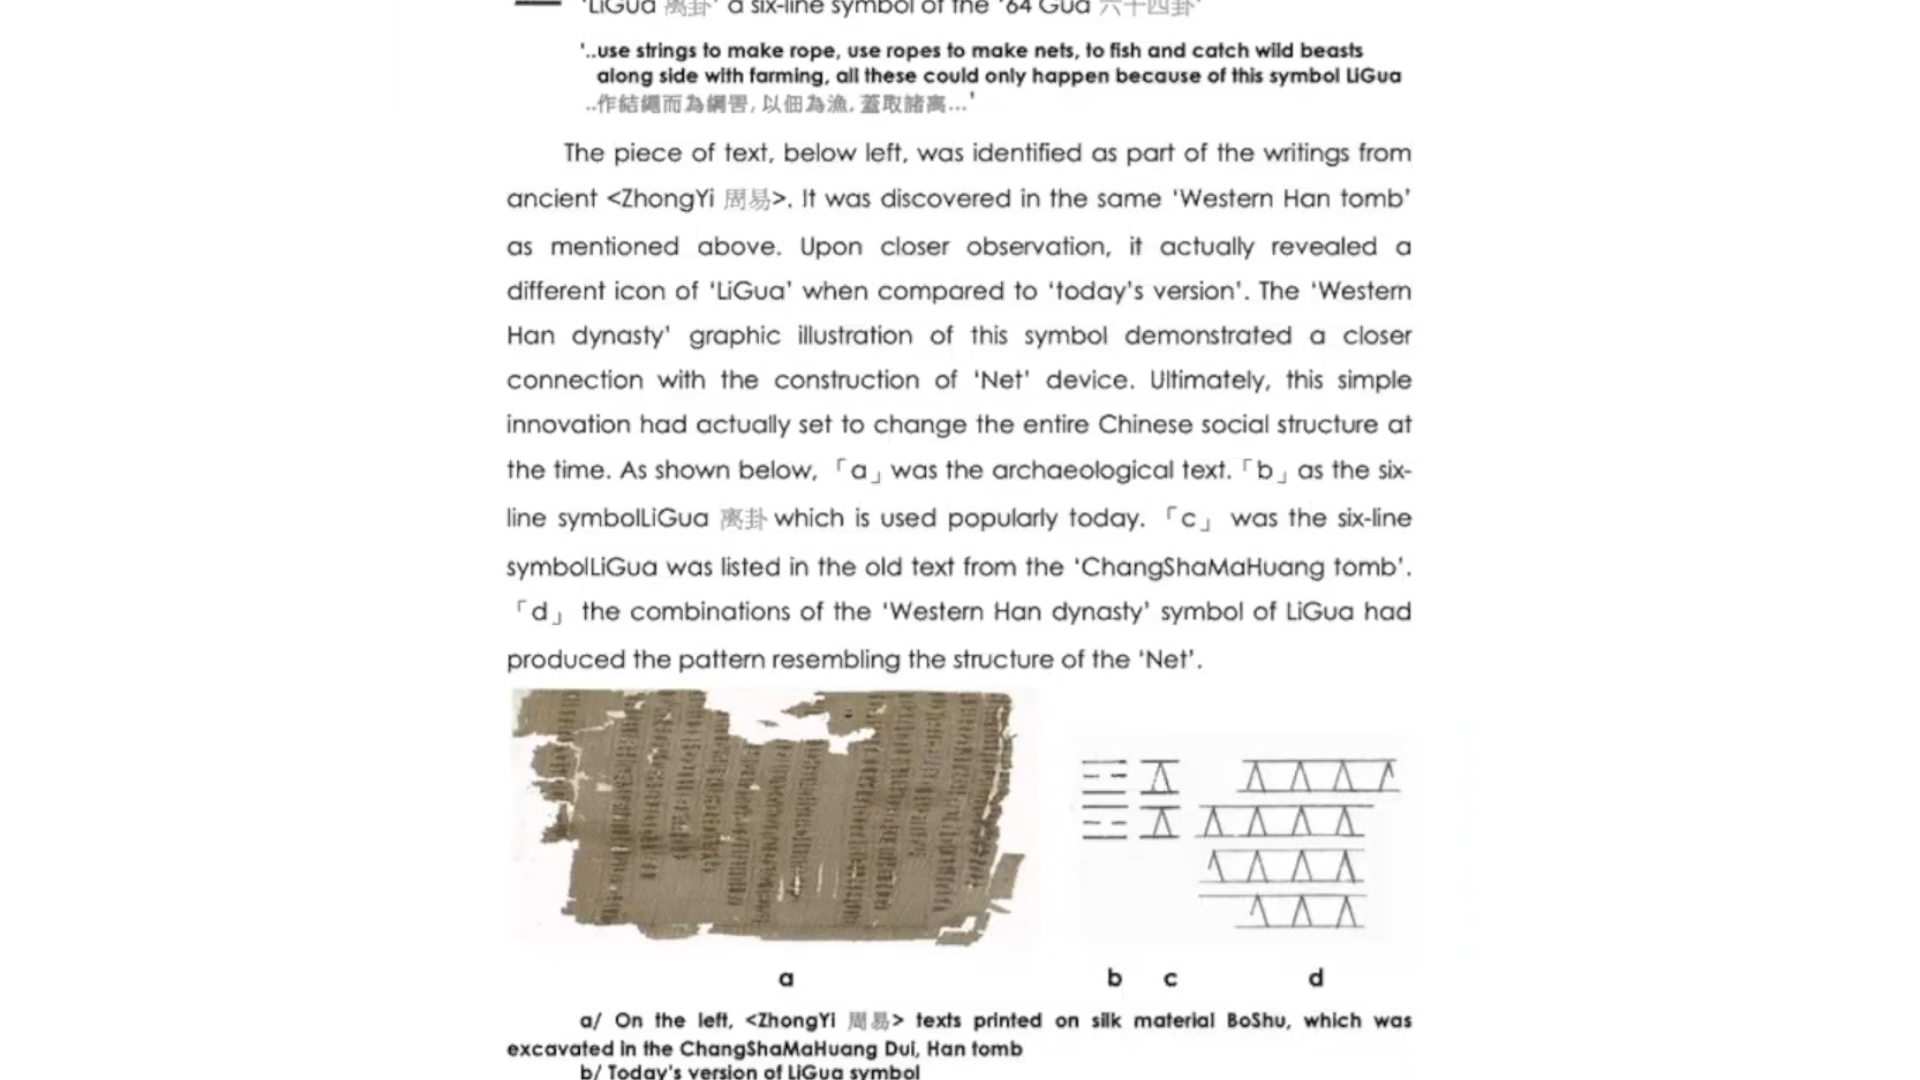 'LiGua 离卦' a six-line symbol of the '64 Gua 六十四卦'
'..use strings to make rope, use ropes to make nets, to fish and catch wild beasts
along side with farming, all these could only happen because of this symbol LiGua
..作結繩而為網罟, 以佃為漁, 蓋取諸离...'
The piece of text, below left, was identified as part of the writings from
ancient <ZhongYi 周易>. It was discovered in the same 'Western Han tomb'
as mentioned above. Upon closer observation, it actually revealed a
different icon of 'LiGua' when compared to 'today's version'. The 'Western
Han dynasty' graphic illustration of this symbol demonstrated a closer
connection with the construction of 'Net' device. Ultimately, this simple
innovation had actually set to change the entire Chinese social structure at
the time. As shown below, 「a」was the archaeological text.「b」as the six-
line symbolLiGua 离卦 which is used popularly today. 「c」 was the six-line
symbolLiGua was listed in the old text from the 'ChangShaMaHuang tomb'.
「d」 the combinations of the 'Western Han dynasty' symbol of LiGua had
produced the pattern resembling the structure of the 'Net'.
a b c d
a/ On the left, <ZhongYi 周易> texts printed on silk material BoShu, which was
excavated in the ChangShaMaHuang Dui, Han tomb
b/ Today's version of LiGua symbol